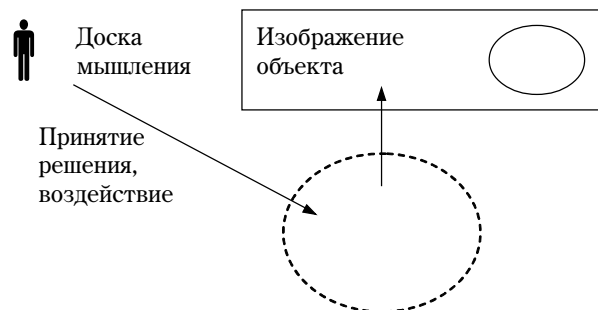 Доска
мышления
Изображение
объекта
Принятие
решения,
воздействие